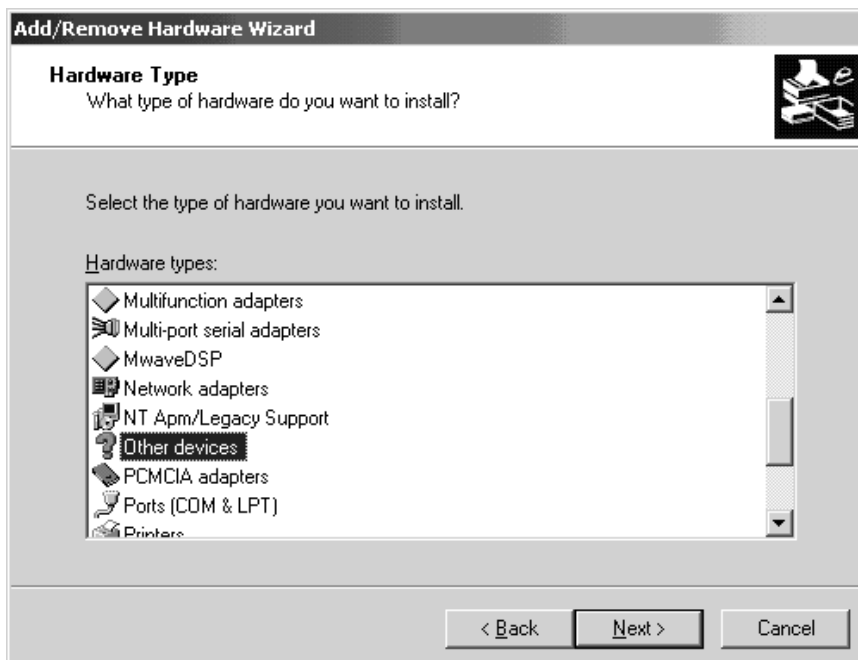 Add/Remove Hardware Wizard
Hardware Type
What type of hardware do you want to install?
Select the type of hardware you want to install.
Hardware types:
Multifunction adapters
Multi-port serial adapters
MwaveDSP
Network adapters
NT Apm/Legacy Support
Other devices
PCMCIA adapters
Ports (COM & LPT)
Printers
< Back Next > Cancel